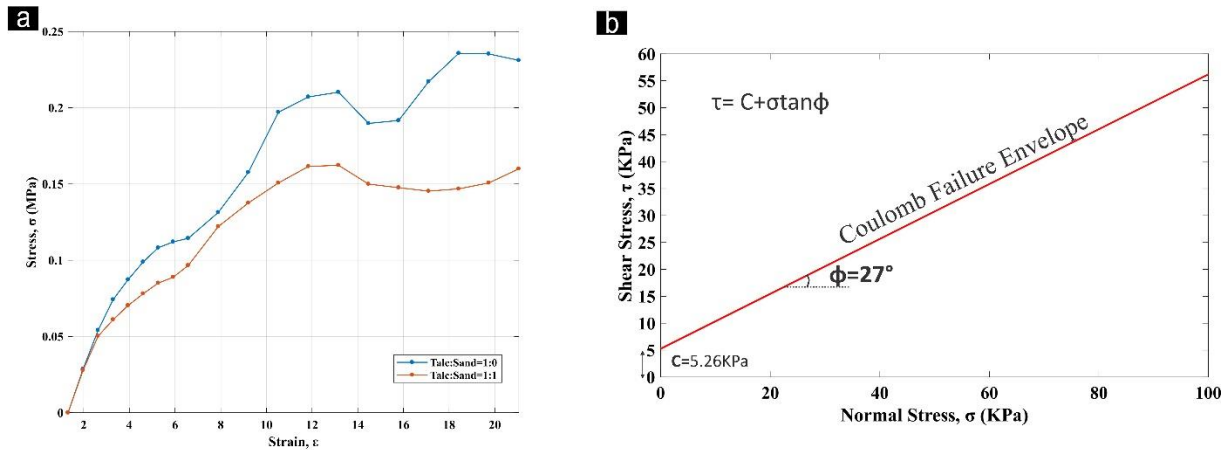 a
0.25
0.2
0.15
0.1
0.05
0
Stress, σ (MPa)
2 4 6 8 10 12 14 16 18 20
Strain, ε
Talc:Sand=1:0
Talc:Sand=1:1
b
60
55
50
45
40
35
30
25
20
15
10
5
0
Shear Stress, τ (KPa)
τ= C+σtanϕ
Coulomb Failure Envelope
ϕ=27°
C=5.26KPa
0 20 40 60 80 100
Normal Stress, σ (KPa)